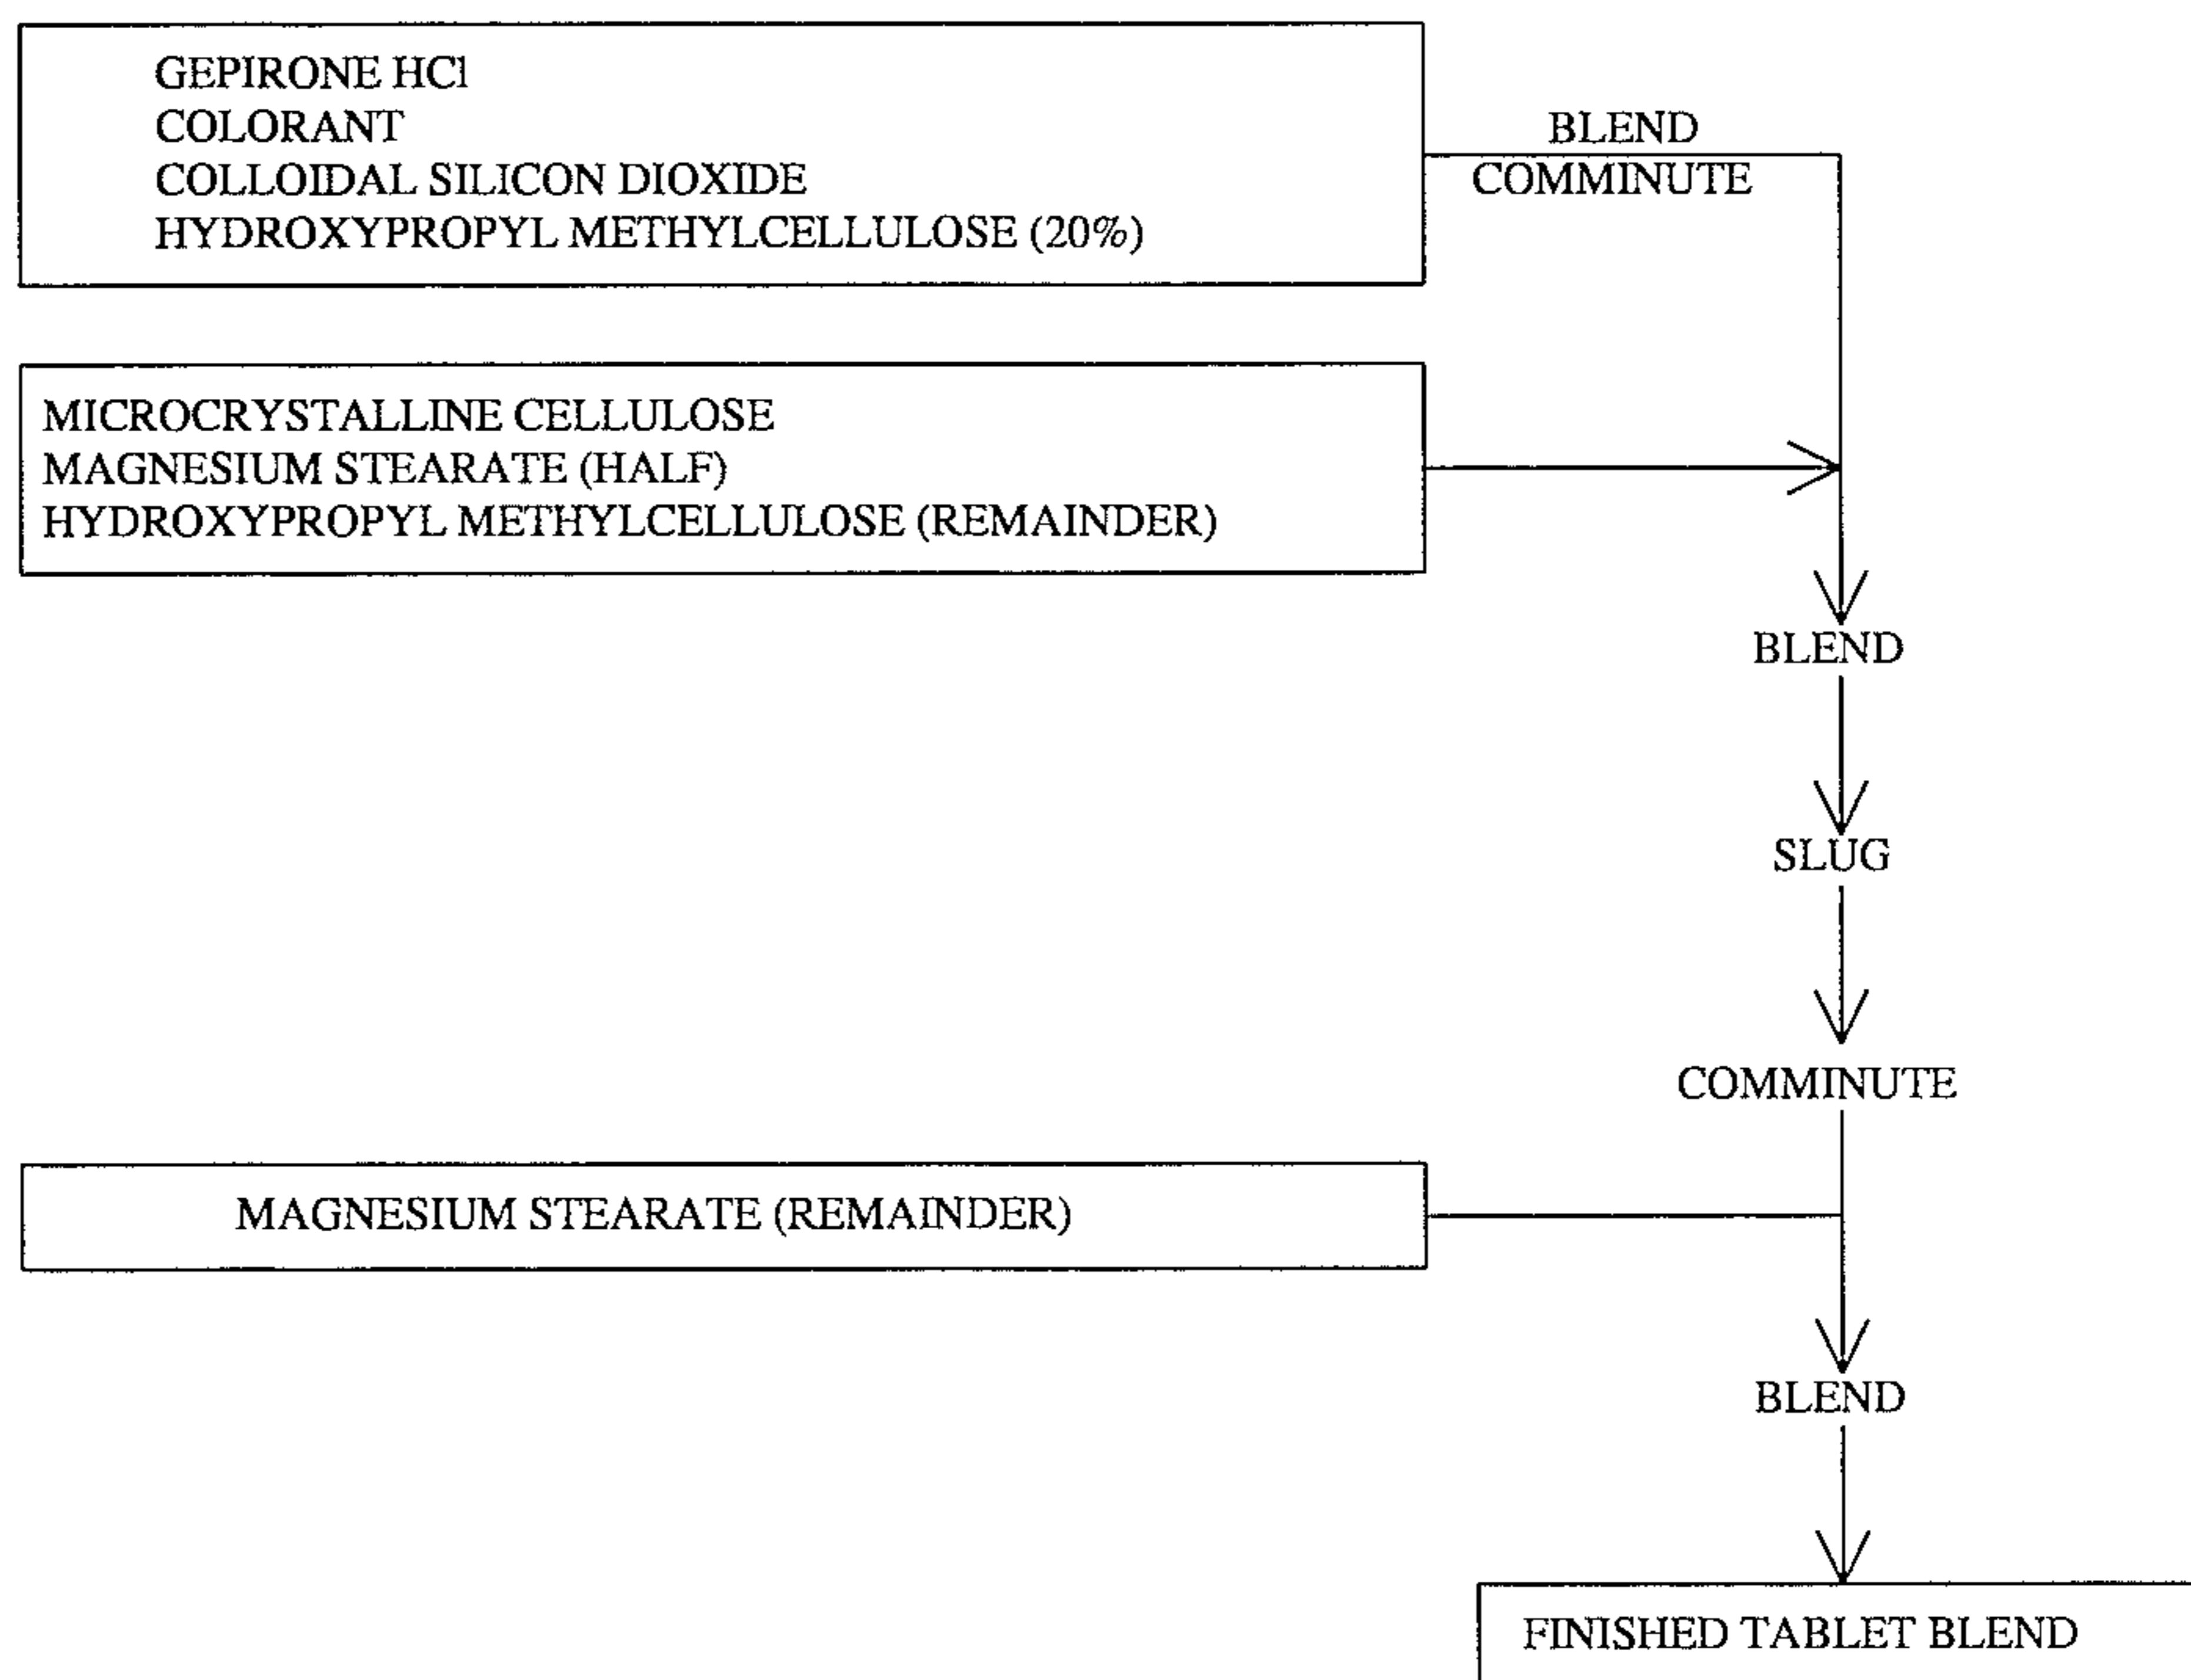 GEPIRONE HCl
COLORANT
COLLOIDAL SILICON DIOXIDE
HYDROXYPROPYL METHYLCELLULOSE (20%)
BLEND
COMMINUTE
MICROCRYSTALLINE CELLULOSE
MAGNESIUM STEARATE (HALF)
HYDROXYPROPYL METHYLCELLULOSE (REMAINDER)
BLEND
SLUG
COMMINUTE
MAGNESIUM STEARATE (REMAINDER)
BLEND
FINISHED TABLET BLEND